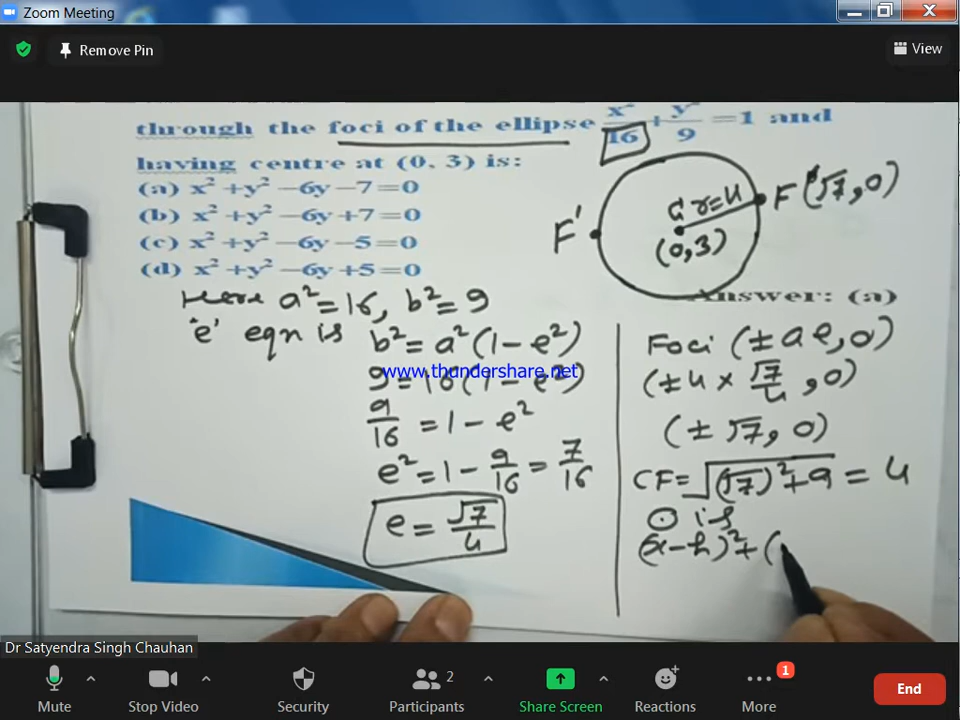 Zoom Meeting
Remove Pin
View
through the foci of the ellipse x²/16 + y²/9 = 1 and
having centre at (0, 3) is:
(a) x² + y² − 6y − 7 = 0
(b) x² + y² − 6y + 7 = 0
(c) x² + y² − 6y − 5 = 0
(d) x² + y² − 6y + 5 = 0
F'
C r=4
(0,3)
F (√7,0)
Answer: (a)
Here a² = 16, b² = 9
'e' eqn is b² = a²(1 − e²)
9 = 16(1 − e²)
9/16 = 1 − e²
e² = 1 − 9/16 = 7/16
e = √7/4
www.thundershare.net
Foci (± ae, 0)
(± 4 × √7/4, 0)
(± √7, 0)
CF = √((√7)² + 9) = 4
⊙ is
(x − h)² + (
Dr Satyendra Singh Chauhan
Mute
Stop Video
Security
2
Participants
Share Screen
Reactions
1
More
End